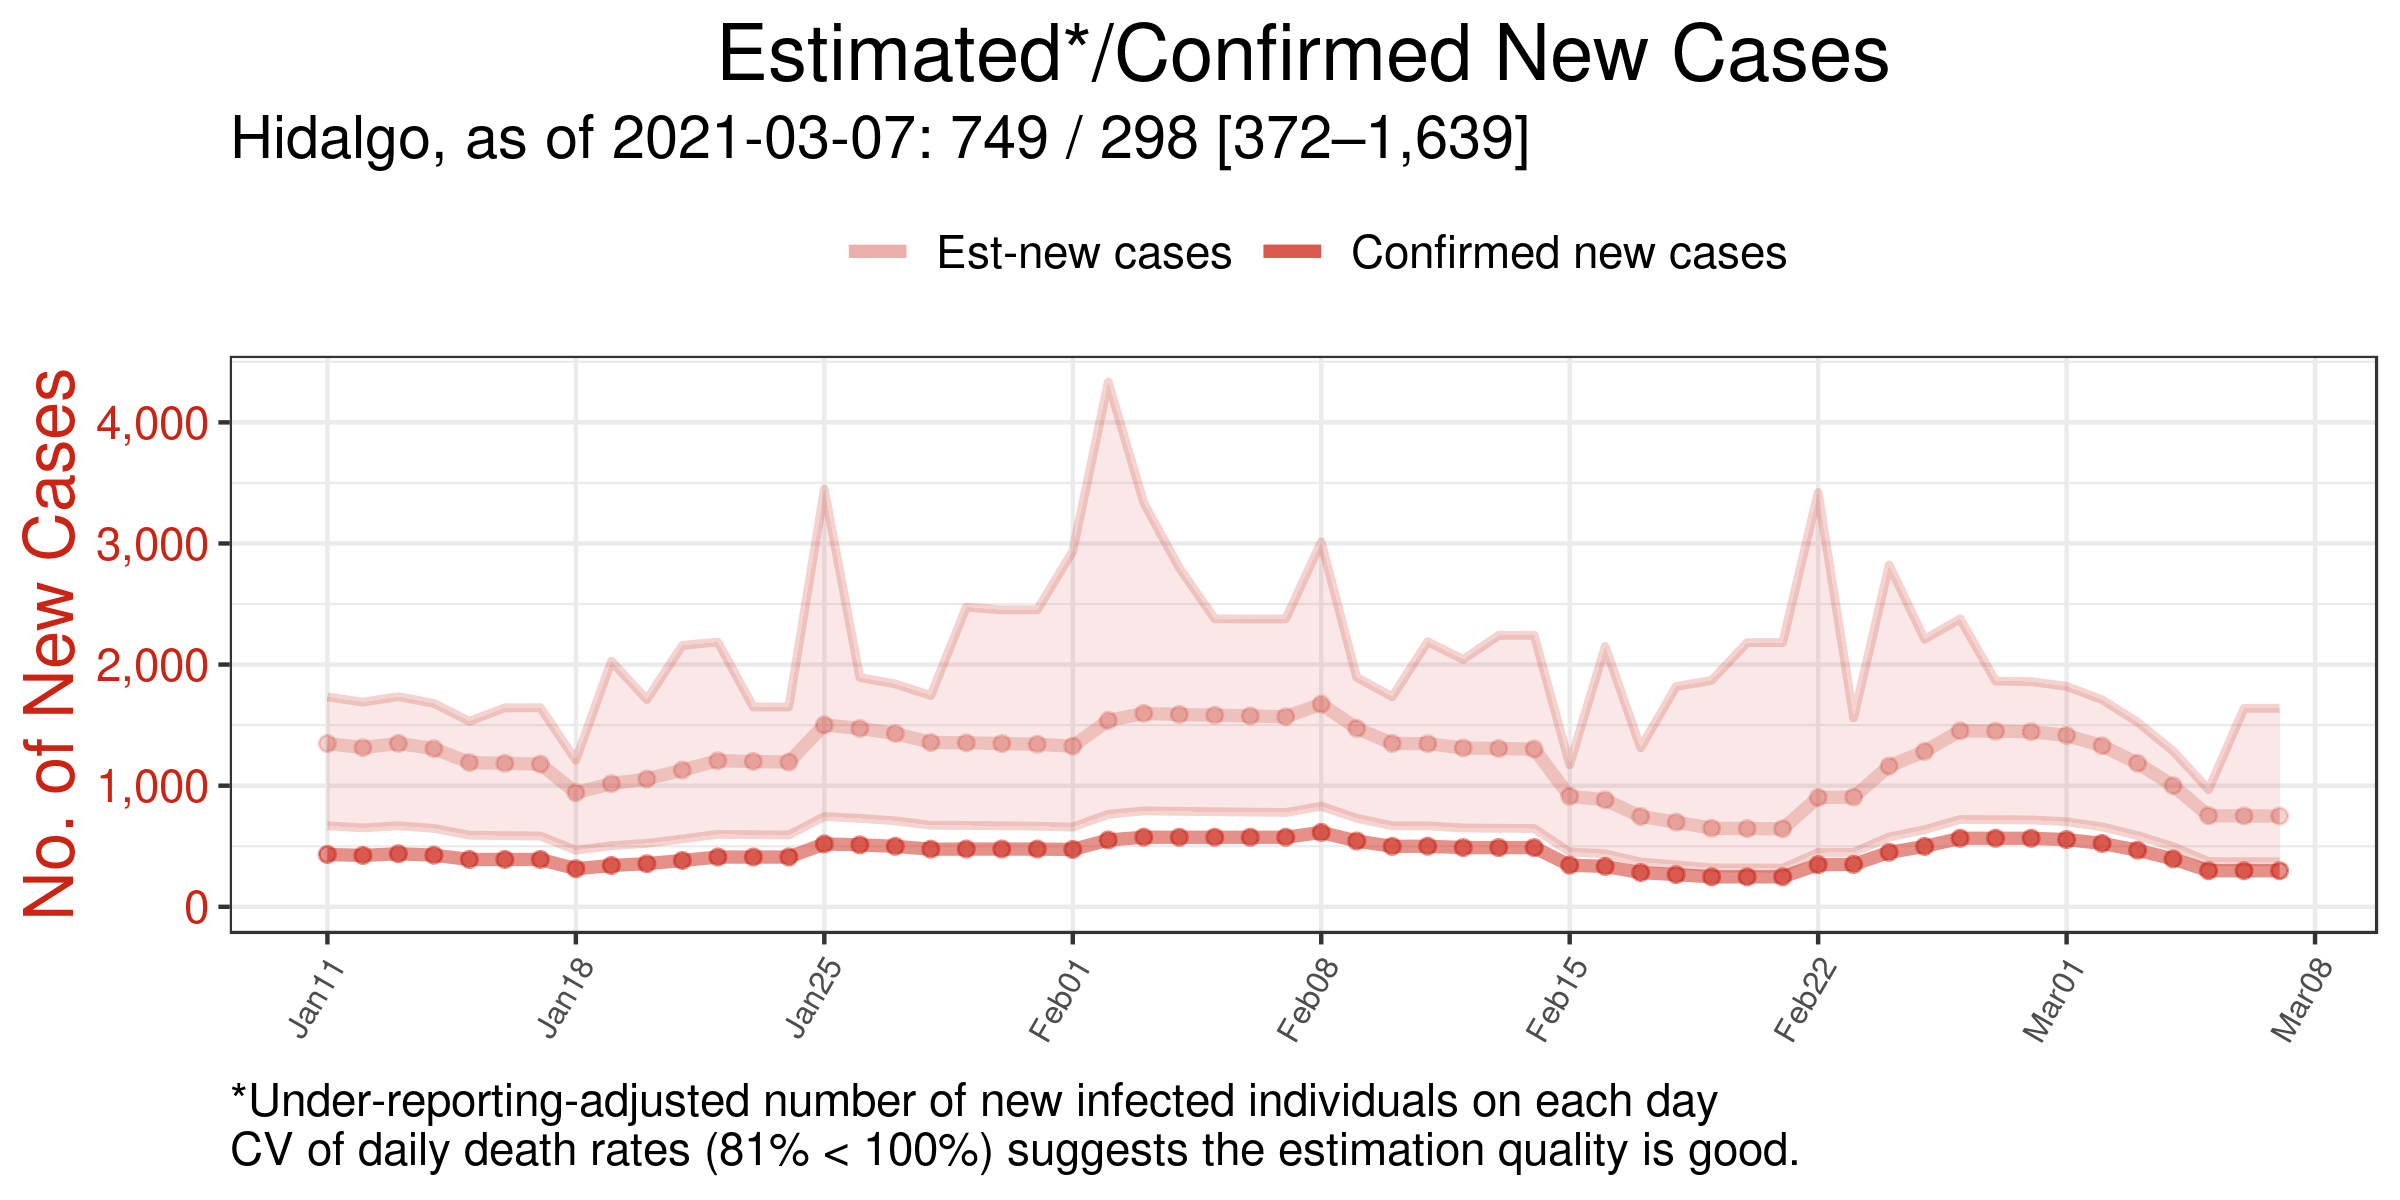 Estimated*/Confirmed New Cases
Hidalgo, as of 2021-03-07: 749 / 298 [372–1,639]
Est-new cases
Confirmed new cases
No. of New Cases
4,000
3,000
2,000
1,000
0
Jan11
Jan18
Jan25
Feb01
Feb08
Feb15
Feb22
Mar01
Mar08
*Under-reporting-adjusted number of new infected individuals on each day
CV of daily death rates (81% < 100%) suggests the estimation quality is good.